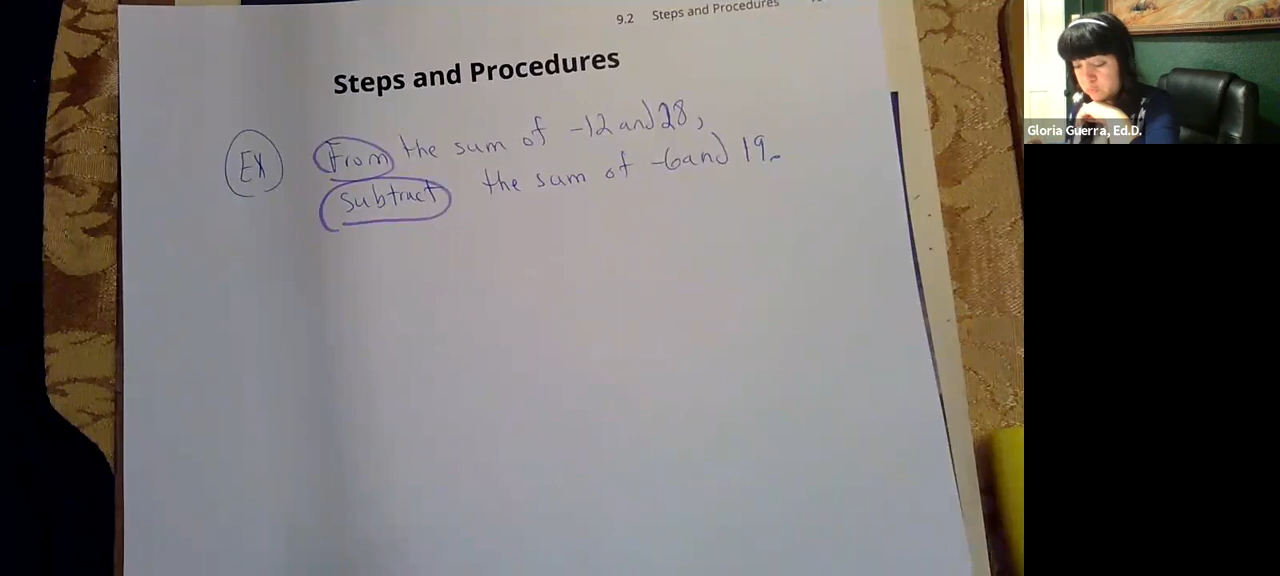 9.2 Steps and Procedures
Steps and Procedures
EX From the sum of -12 and 28,
Subtract the sum of -6 and 19.
Gloria Guerra, Ed.D.